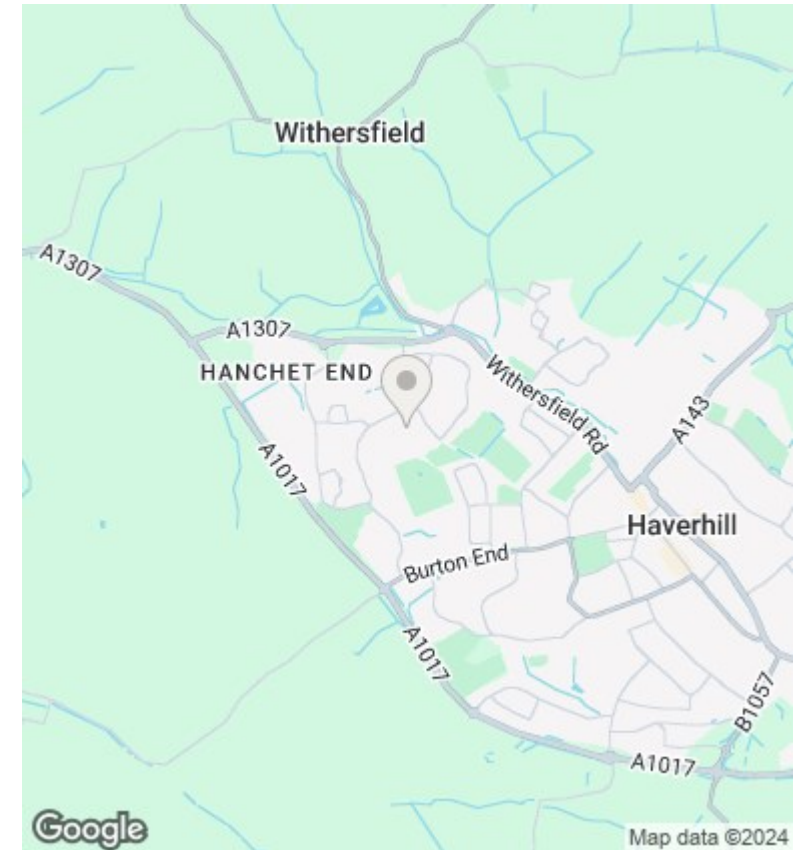 Withersfield
A1307
A1307
HANCHET END
Withersfield Rd
A143
A1017
Haverhill
Burton End
A1017
B1057
A1017
Google
Map data ©2024